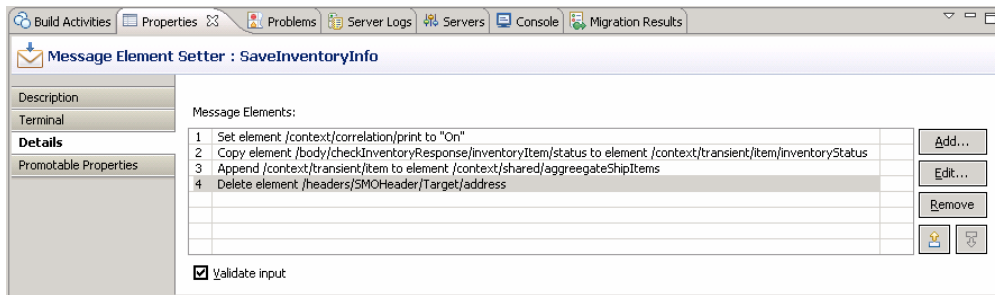 Build Activities Properties Problems Server Logs Servers Console Migration Results
Message Element Setter : SaveInventoryInfo
Description
Terminal
Details
Promotable Properties
Message Elements:
1 Set element /context/correlation/print to "On"
2 Copy element /body/checkInventoryResponse/inventoryItem/status to element /context/transient/item/inventoryStatus
3 Append /context/transient/item to element /context/shared/aggreegateShipItems
4 Delete element /headers/SMOHeader/Target/address
Add...
Edit...
Remove
Validate input